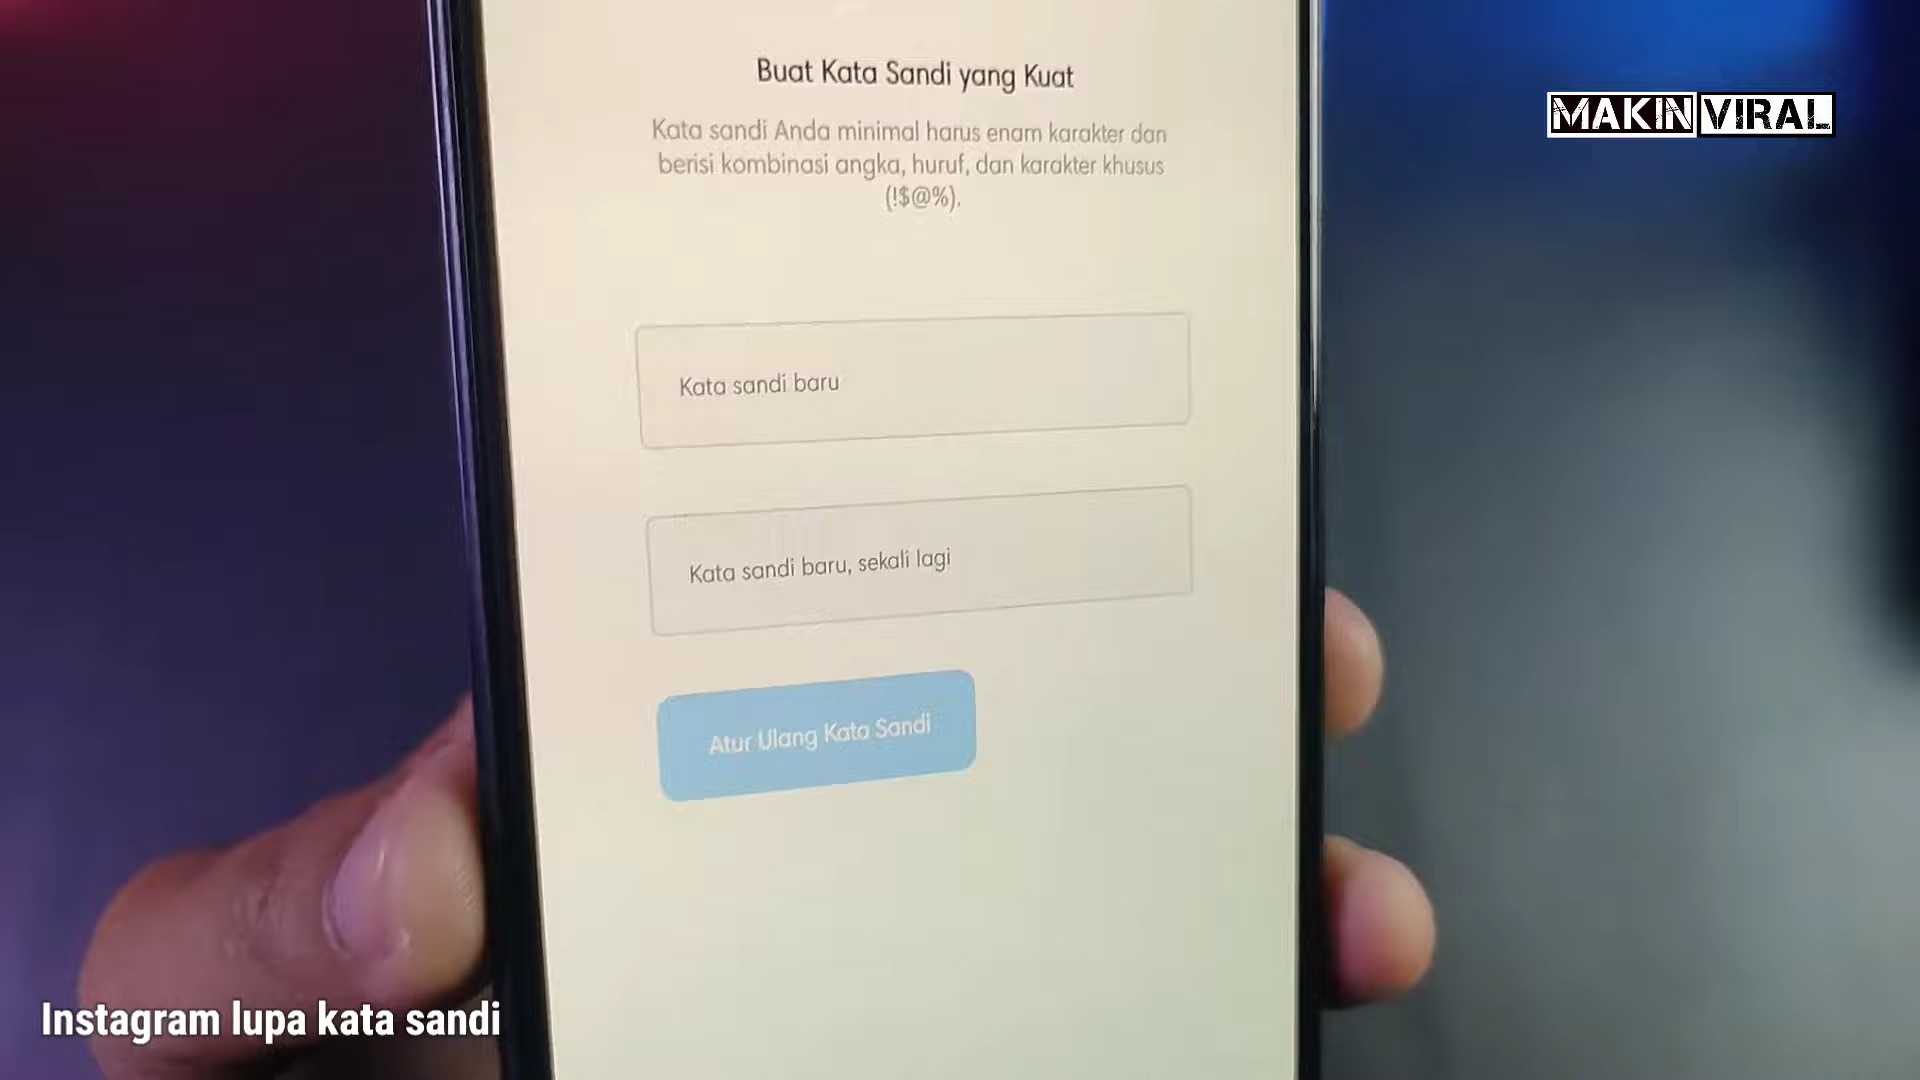 Buat Kata Sandi yang Kuat
Kata sandi Anda minimal harus enam karakter dan
berisi kombinasi angka, huruf, dan karakter khusus
(!$@%).
MAKIN VIRAL
Kata sandi baru
Kata sandi baru, sekali lagi
Atur Ulang Kata Sandi
Instagram lupa kata sandi